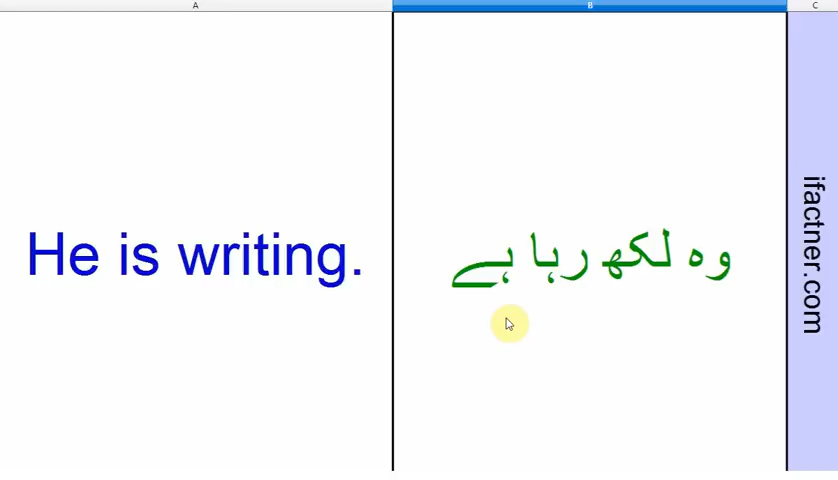 A
B
C
He is writing.
وہ لکھ رہا ہے
ifactner.com